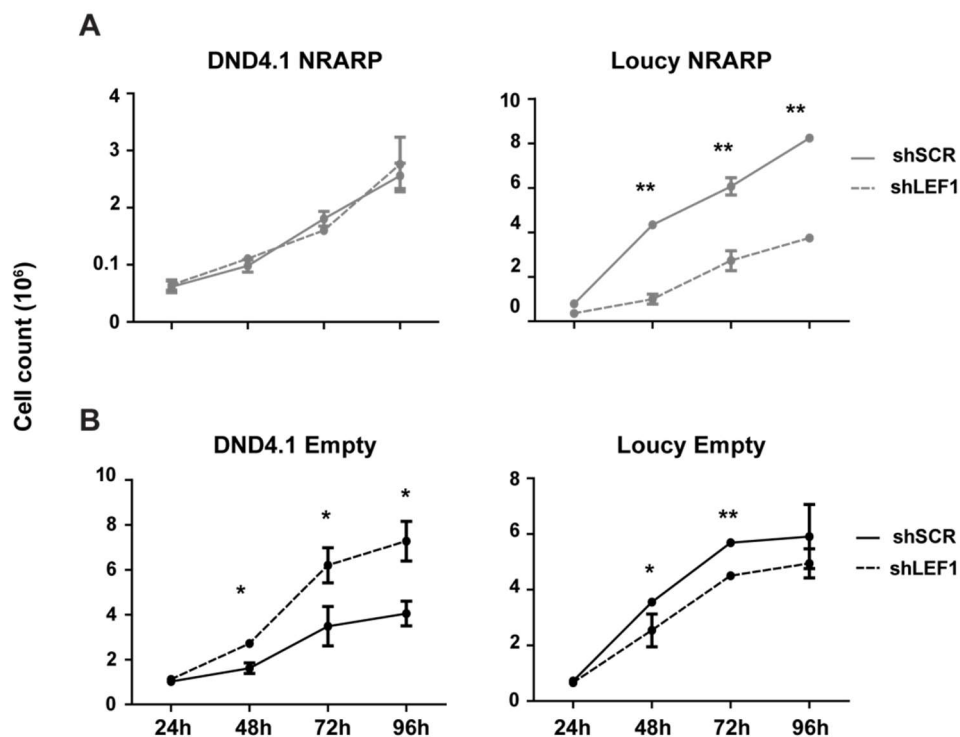 A
DND4.1 NRARP
Loucy NRARP
4
3
2
0.1
0
10
8
6
4
2
0
**
**
**
shSCR
shLEF1
Cell count (10⁶)
B
DND4.1 Empty
Loucy Empty
10
8
6
4
2
0
*
*
*
24h 48h 72h 96h
8
6
4
2
0
*
**
24h 48h 72h 96h
shSCR
shLEF1